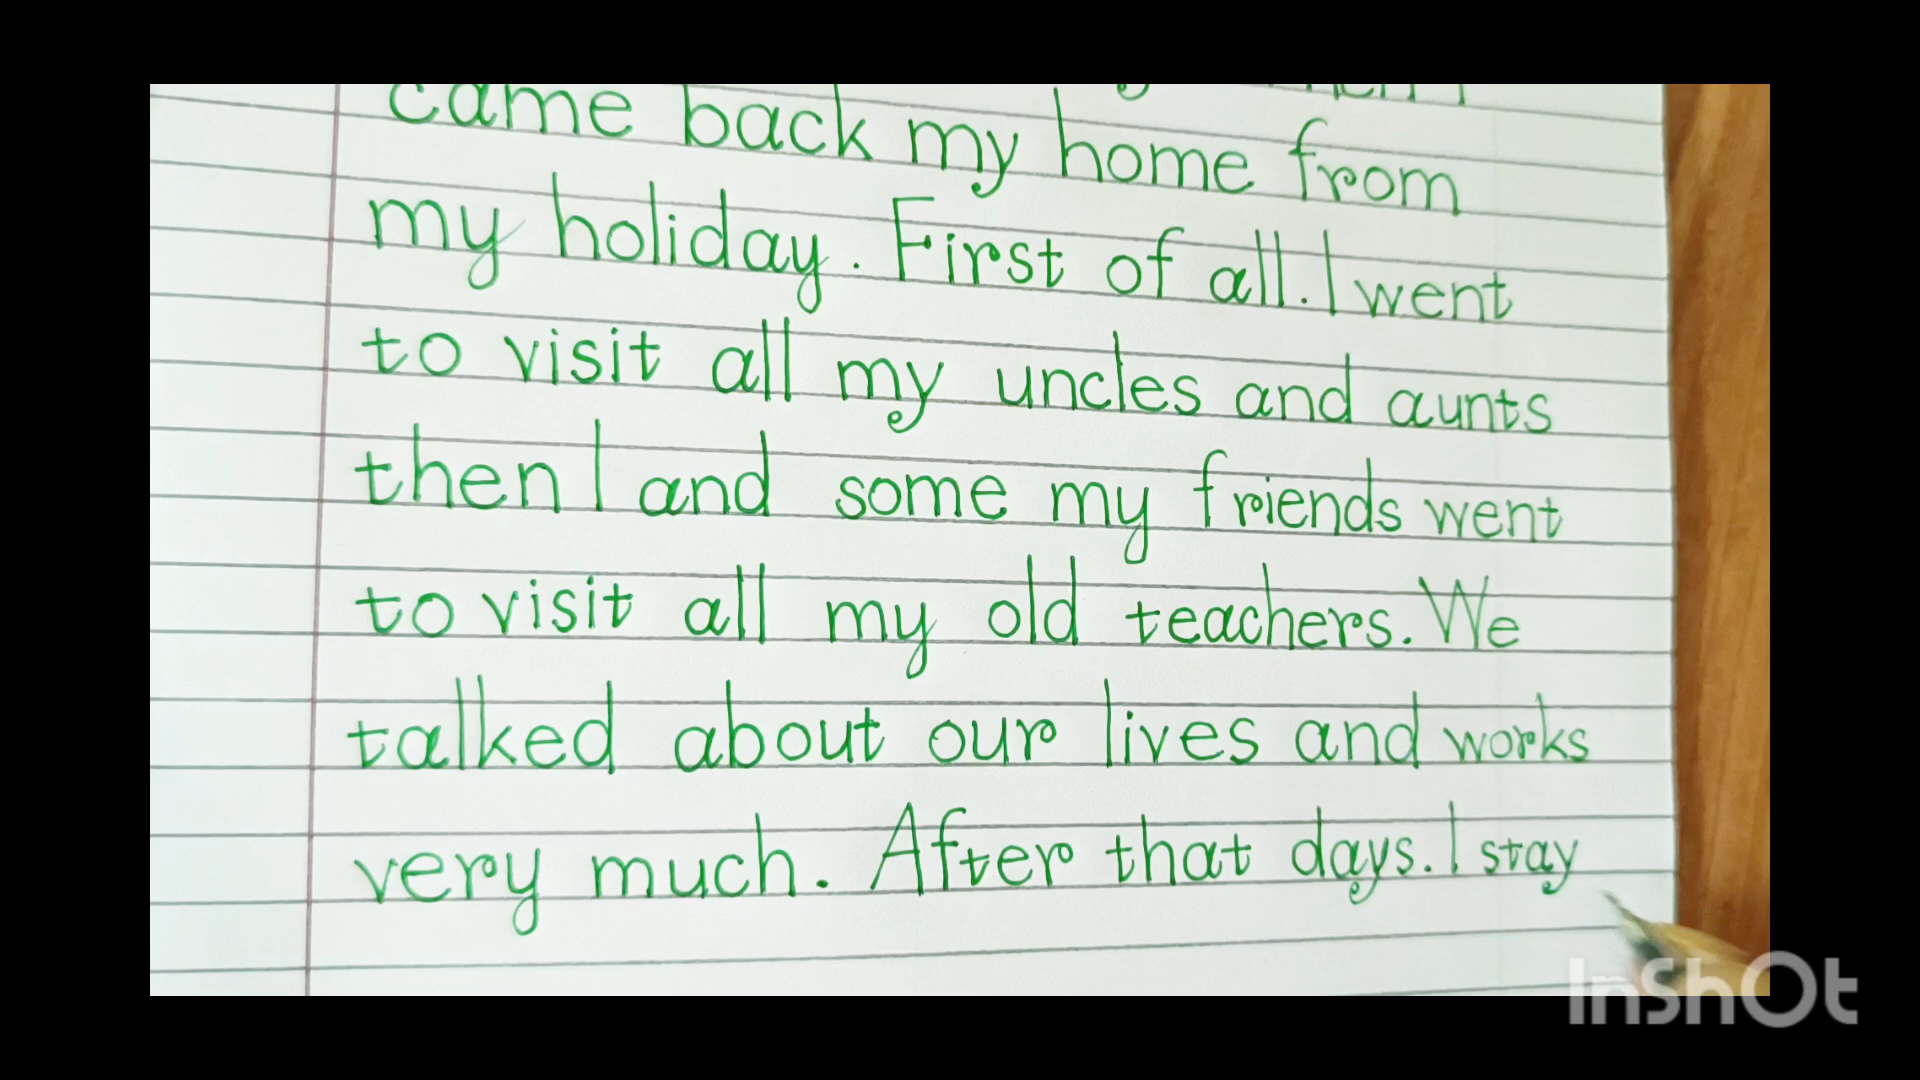 came back my home from
my holiday. First of all. I went
to visit all my uncles and aunts
then I and some my friends went
to visit all my old teachers. We
talked about our lives and works
very much. After that days. I stay
InShOt